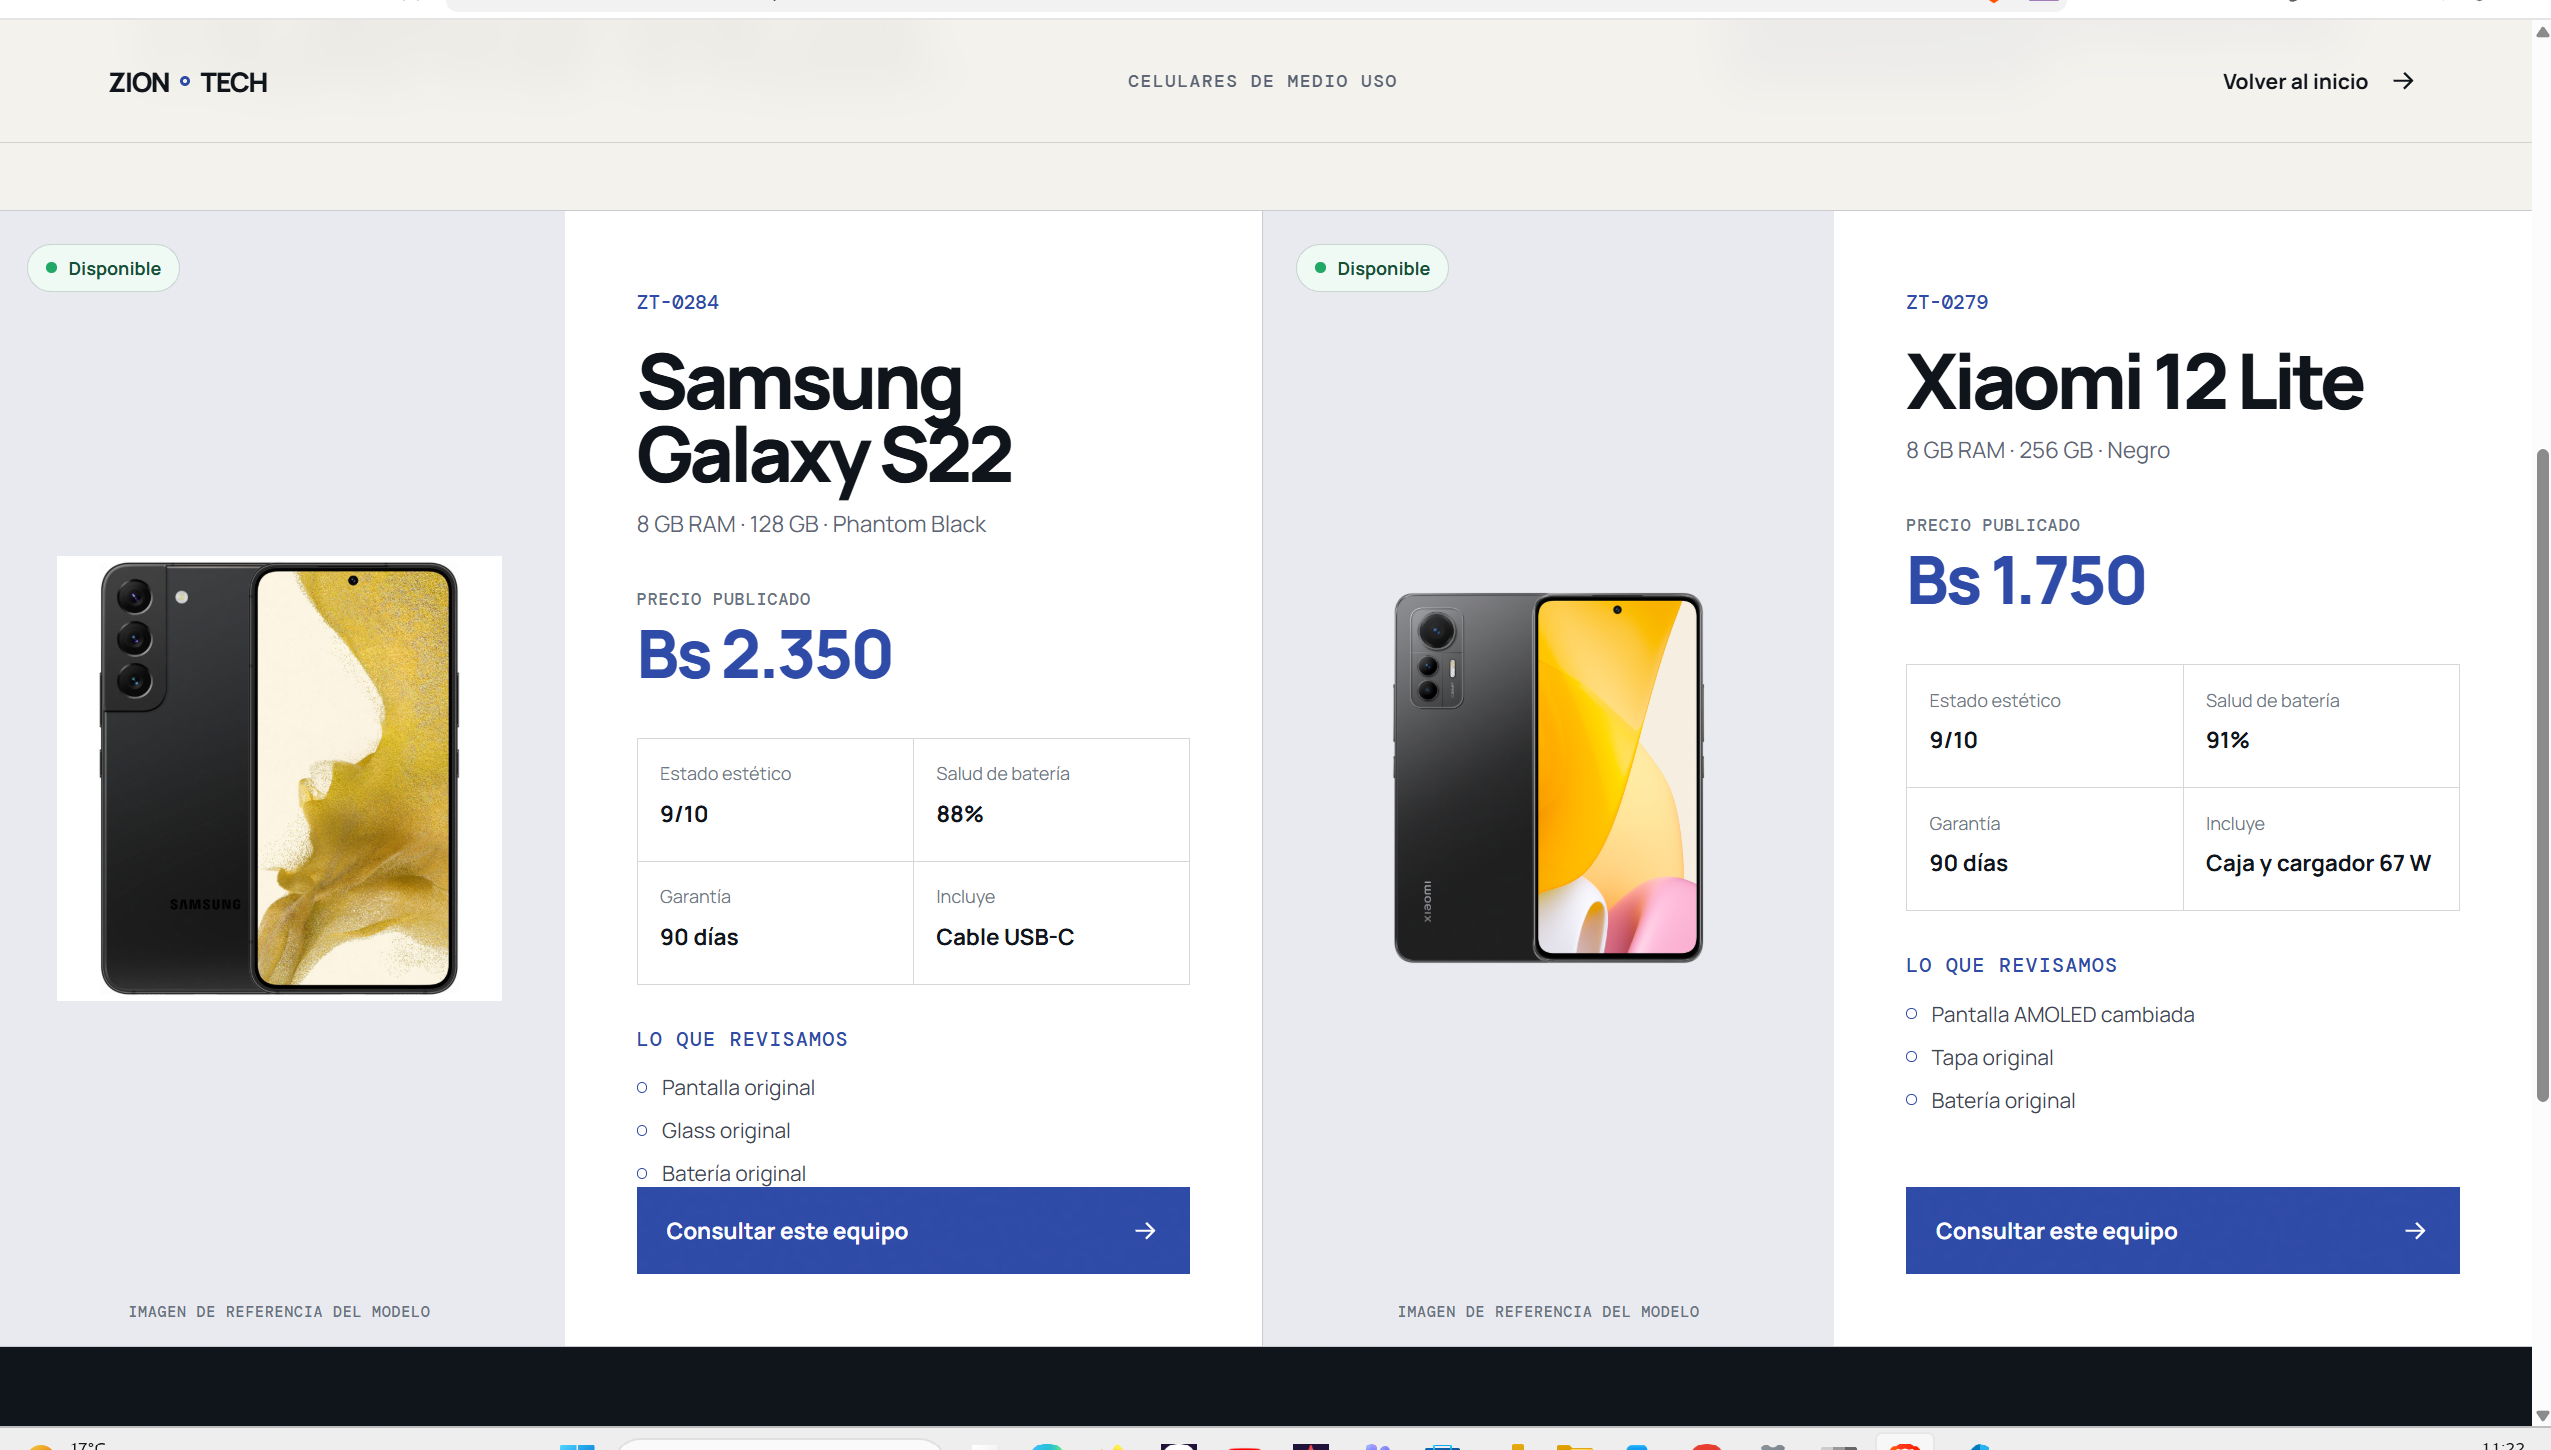 ZION TECH
CELULARES DE MEDIO USO
Volver al inicio →
Disponible
ZT-0284
Samsung
Galaxy S22
8 GB RAM · 128 GB · Phantom Black
PRECIO PUBLICADO
Bs 2.350
Estado estético
9/10
Salud de batería
88%
Garantía
90 días
Incluye
Cable USB-C
LO QUE REVISAMOS
Pantalla original
Glass original
Batería original
Consultar este equipo →
SAMSUNG
IMAGEN DE REFERENCIA DEL MODELO
Disponible
ZT-0279
Xiaomi 12 Lite
8 GB RAM · 256 GB · Negro
PRECIO PUBLICADO
Bs 1.750
Estado estético
9/10
Salud de batería
91%
Garantía
90 días
Incluye
Caja y cargador 67 W
LO QUE REVISAMOS
Pantalla AMOLED cambiada
Tapa original
Batería original
Consultar este equipo →
xiaomi
IMAGEN DE REFERENCIA DEL MODELO
17°C
11:22